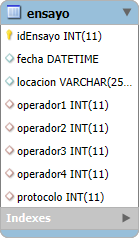 ensayo
idEnsayo INT(11)
fecha DATETIME
locacion VARCHAR(25...
operador1 INT(11)
operador2 INT(11)
operador3 INT(11)
operador4 INT(11)
protocolo INT(11)
Indexes